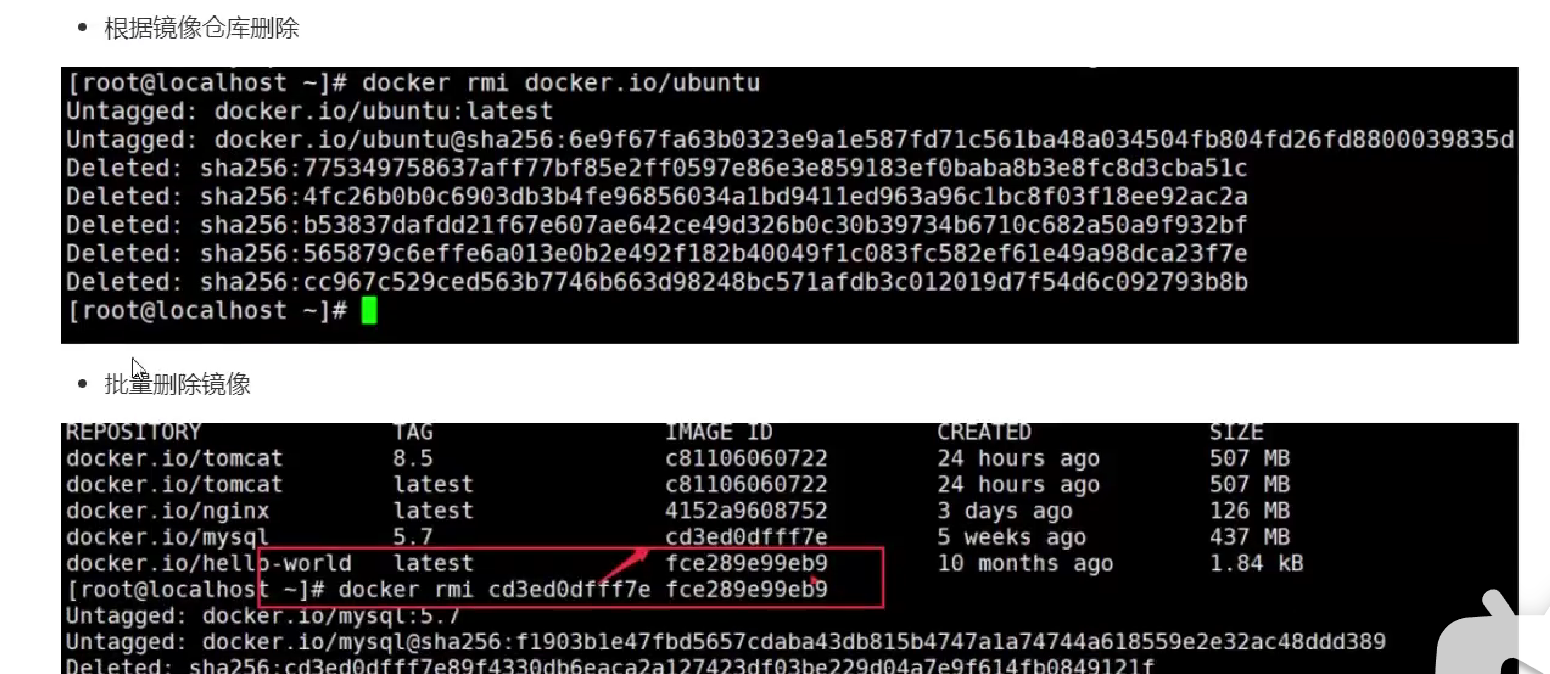 根据镜像仓库删除
[root@localhost ~]# docker rmi docker.io/ubuntu
Untagged: docker.io/ubuntu:latest
Untagged: docker.io/ubuntu@sha256:6e9f67fa63b0323e9a1e587fd71c561ba48a034504fb804fd26fd8800039835d
Deleted: sha256:775349758637aff77bf85e2ff0597e86e3e859183ef0baba8b3e8fc8d3cba51c
Deleted: sha256:4fc26b0b0c6903db3b4fe96856034a1bd9411ed963a96c1bc8f03f18ee92ac2a
Deleted: sha256:b53837dafdd21f67e607ae642ce49d326b0c30b39734b6710c682a50a9f932bf
Deleted: sha256:565879c6effe6a013e0b2e492f182b40049f1c083fc582ef61e49a98dca23f7e
Deleted: sha256:cc967c529ced563b7746b663d98248bc571afdb3c012019d7f54d6c092793b8b
[root@localhost ~]#
批量删除镜像
REPOSITORY TAG IMAGE ID CREATED SIZE
docker.io/tomcat 8.5 c81106060722 24 hours ago 507 MB
docker.io/tomcat latest c81106060722 24 hours ago 507 MB
docker.io/nginx latest 4152a9608752 3 days ago 126 MB
docker.io/mysql 5.7 cd3ed0dfff7e 5 weeks ago 437 MB
docker.io/hello-world latest fce289e99eb9 10 months ago 1.84 kB
[root@localhost ~]# docker rmi cd3ed0dfff7e fce289e99eb9
Untagged: docker.io/mysql:5.7
Untagged: docker.io/mysql@sha256:f1903b1e47fbd5657cdaba43db815b4747a1a74744a618559e2e32ac48ddd389
Deleted: sha256:cd3ed0dfff7e89f4330db6eaca2a127423df03be229d04a7e9f614fb0849121f